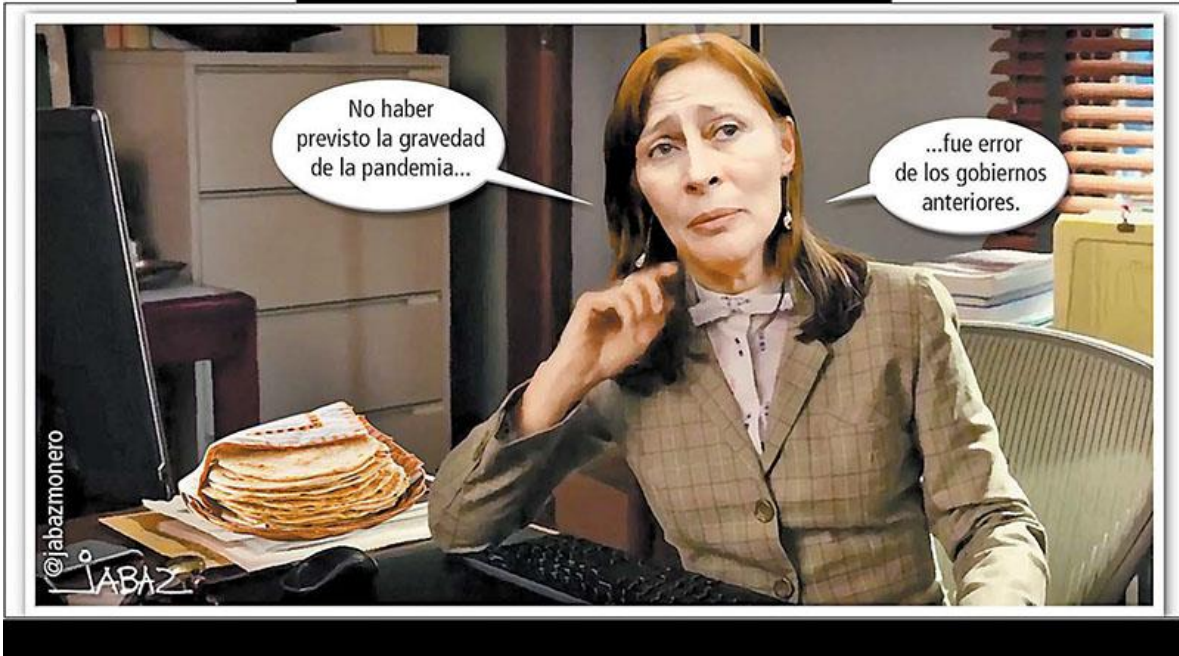 No haber
previsto la gravedad
de la pandemia...
...fue error
de los gobiernos
anteriores.
@jabazmonero
JABAZ